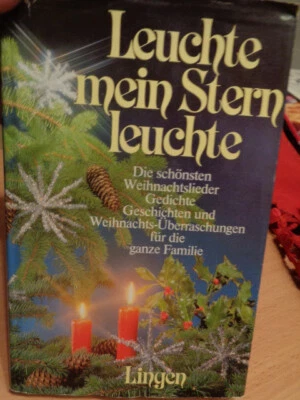 Leuchte
mein Stern
leuchte
Die schönsten
Weihnachtslieder
Gedichte
Geschichten und
Weihnachts-Überraschungen
für die
ganze Familie
Lingen